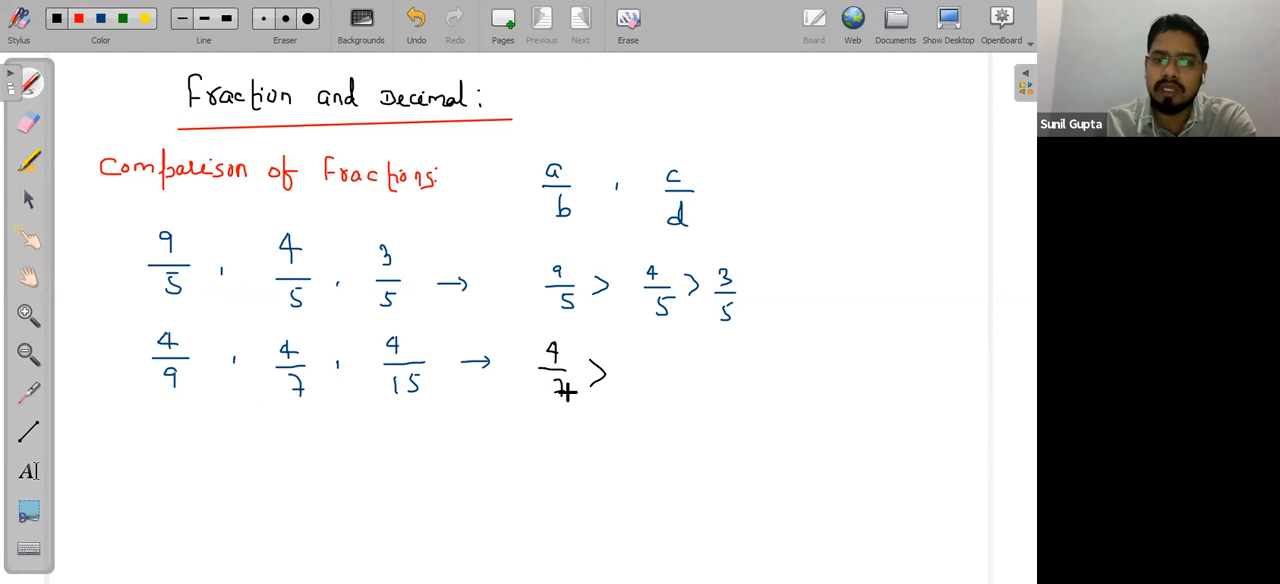 Stylus Color Line Eraser Backgrounds Undo Redo Pages Previous Next Erase Board Web Documents Show Desktop OpenBoard
Fraction and Decimal:
Sunil Gupta
Comparison of Fractions:
a/b , c/d
9/5 , 4/5 , 3/5 → 9/5 > 4/5 > 3/5
4/9 , 4/7 , 4/15 → 4/7 >
A